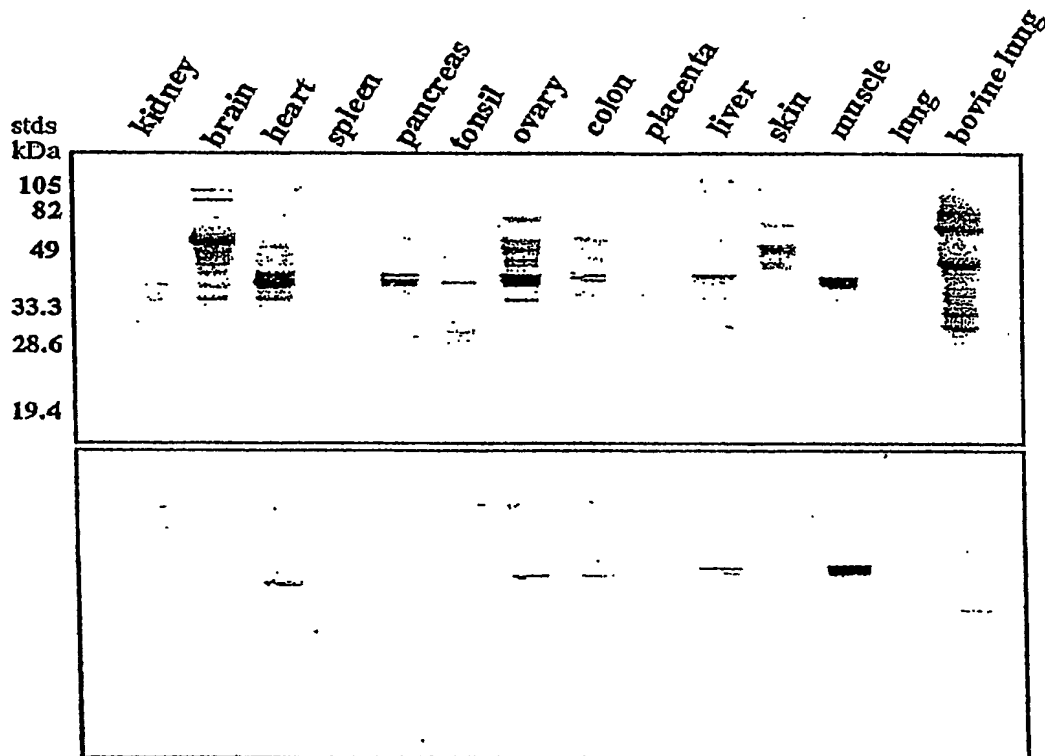 kidney
brain
heart
spleen
pancreas
tonsil
ovary
colon
placenta
liver
skin
muscle
lung
bovine lung
stds
kDa
105
82
49
33.3
28.6
19.4